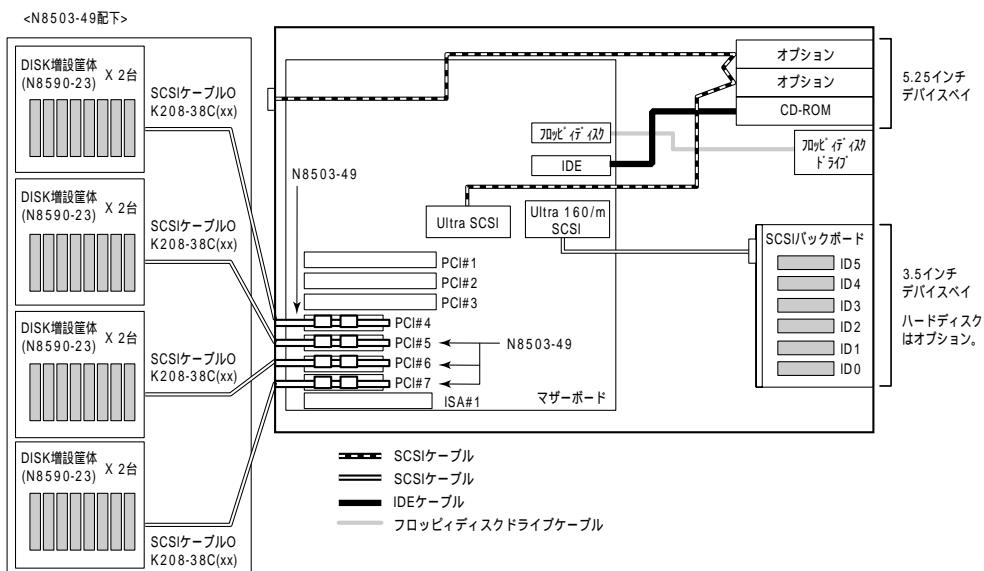 <N8503-49配下>
DISK増設筐体
(N8590-23)
X 2台
SCSIケーブルO
K208-38C(xx)
DISK増設筐体
(N8590-23)
X 2台
SCSIケーブルO
K208-38C(xx)
DISK増設筐体
(N8590-23)
X 2台
SCSIケーブルO
K208-38C(xx)
DISK増設筐体
(N8590-23)
X 2台
SCSIケーブルO
K208-38C(xx)
N8503-49
オプション
オプション
CD-ROM
5.25インチ
デバイスベイ
フロッピィディスク
IDE
フロッピィディスク
ドライブ
Ultra SCSI
Ultra 160/m
SCSI
PCI#1
PCI#2
PCI#3
PCI#4
PCI#5
PCI#6
PCI#7
ISA#1
N8503-49
マザーボード
SCSIバックボード
ID5
ID4
ID3
ID2
ID1
ID0
3.5インチ
デバイスベイ
ハードディスク
はオプション。
SCSIケーブル
SCSIケーブル
IDEケーブル
フロッピィディスクドライブケーブル